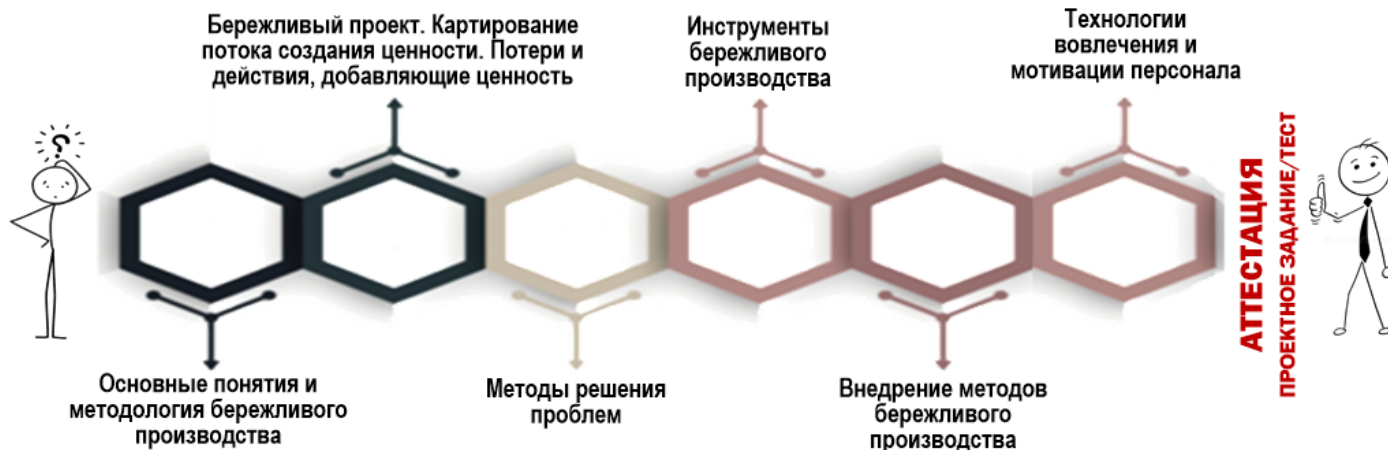 Бережливый проект. Картирование
потока создания ценности. Потери и
действия, добавляющие ценность
Инструменты
бережливого
производства
Технологии
вовлечения и
мотивации персонала
?
АТТЕСТАЦИЯ
ПРОЕКТНОЕ ЗАДАНИЕ/ТЕСТ
Основные понятия и
методология бережливого
производства
Методы решения
проблем
Внедрение методов
бережливого
производства